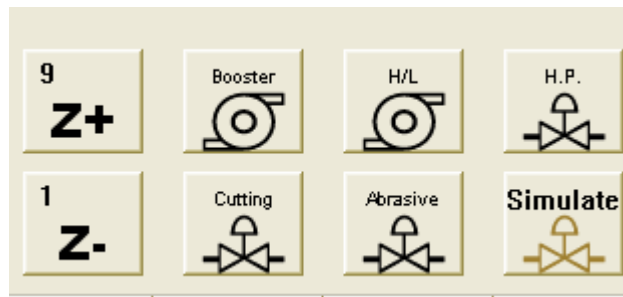 9
Z+
Booster
H/L
H.P.
1
Z-
Cutting
Abrasive
Simulate